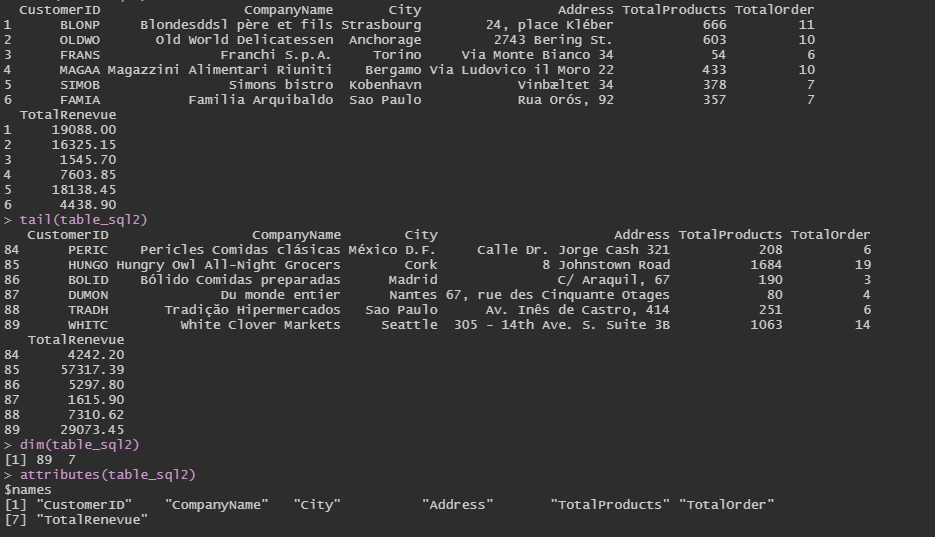 CustomerID CompanyName City Address TotalProducts TotalOrder
1 BLONP Blondesddsl père et fils Strasbourg 24, place Kléber 666 11
2 OLDWO Old World Delicatessen Anchorage 2743 Bering St. 603 10
3 FRANS Franchi S.p.A. Torino Via Monte Bianco 34 54 6
4 MAGAA Magazzini Alimentari Riuniti Bergamo Via Ludovico il Moro 22 433 10
5 SIMOB Simons bistro Kobenhavn Vinbæltet 34 378 7
6 FAMIA Familia Arquibaldo Sao Paulo Rua Orós, 92 357 7
TotalRenevue
1 19088.00
2 16325.15
3 1545.70
4 7603.85
5 18138.45
6 4438.90
> tail(table_sql2)
CustomerID CompanyName City Address TotalProducts TotalOrder
84 PERIC Pericles Comidas clásicas México D.F. Calle Dr. Jorge Cash 321 208 6
85 HUNGO Hungry Owl All-Night Grocers Cork 8 Johnstown Road 1684 19
86 BOLID Bólido Comidas preparadas Madrid C/ Araquil, 67 190 3
87 DUMON Du monde entier Nantes 67, rue des Cinquante Otages 80 4
88 TRADH Tradição Hipermercados Sao Paulo Av. Inês de Castro, 414 251 6
89 WHITC White Clover Markets Seattle 305 - 14th Ave. S. Suite 3B 1063 14
TotalRenevue
84 4242.20
85 57317.39
86 5297.80
87 1615.90
88 7310.62
89 29073.45
> dim(table_sql2)
[1] 89 7
> attributes(table_sql2)
$names
[1] "CustomerID" "CompanyName" "City" "Address" "TotalProducts" "TotalOrder"
[7] "TotalRenevue"